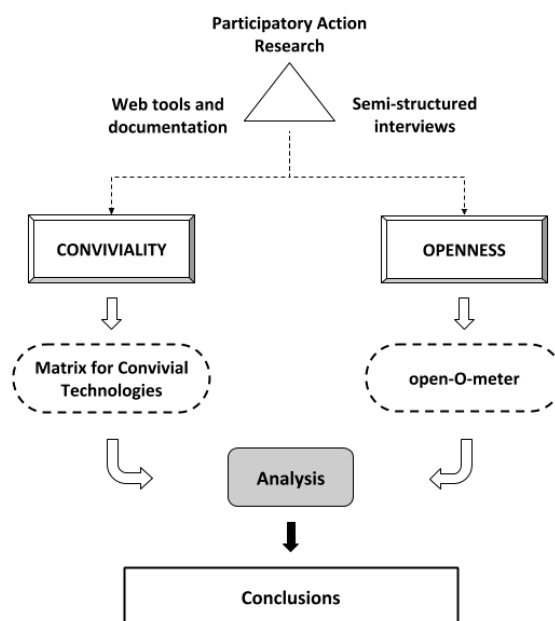 Participatory Action
Research
Web tools and
documentation
Semi-structured
interviews
CONVIVIALITY
OPENNESS
Matrix for Convivial
Technologies
open-O-meter
Analysis
Conclusions